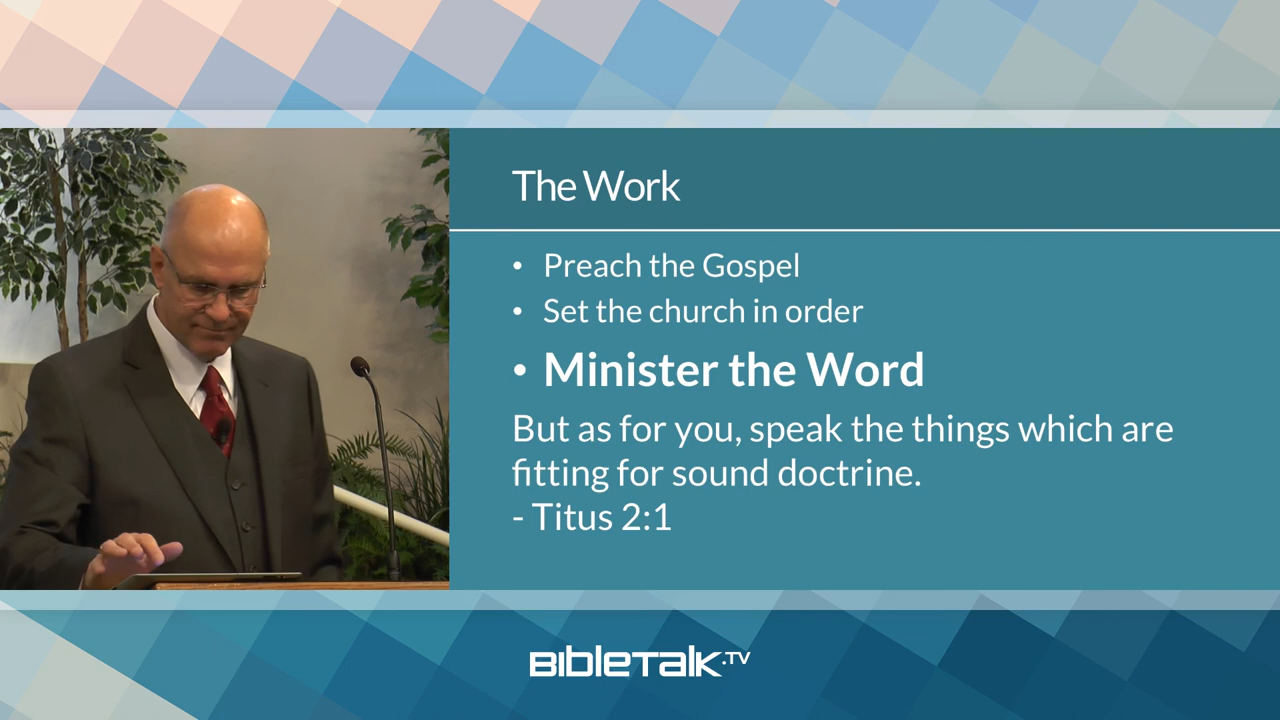 The Work
• Preach the Gospel
• Set the church in order
• Minister the Word
But as for you, speak the things which are
fitting for sound doctrine.
- Titus 2:1
BibleTalk.TV